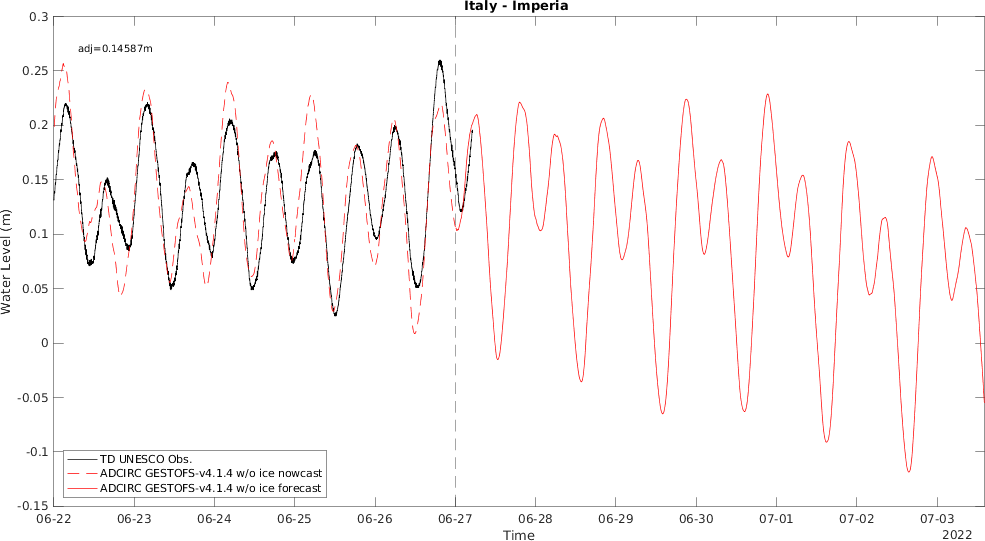 Italy - Imperia
adj=0.14587m
0.3
0.25
0.2
0.15
0.1
0.05
0
-0.05
-0.1
-0.15
Water Level (m)
TD UNESCO Obs.
ADCIRC GESTOFS-v4.1.4 w/o ice nowcast
ADCIRC GESTOFS-v4.1.4 w/o ice forecast
06-22 06-23 06-24 06-25 06-26 06-27 06-28 06-29 06-30 07-01 07-02 07-03
Time
2022